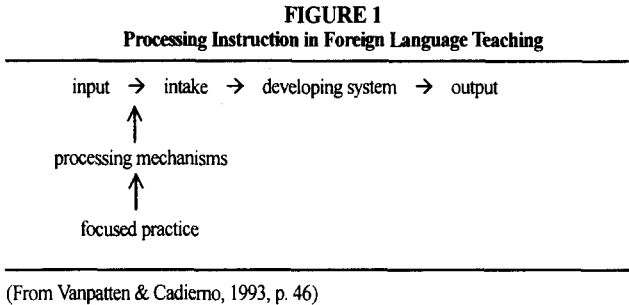 FIGURE 1
Processing Instruction in Foreign Language Teaching
input → intake → developing system → output
processing mechanisms
focused practice
(From Vanpatten & Cadierno, 1993, p. 46)